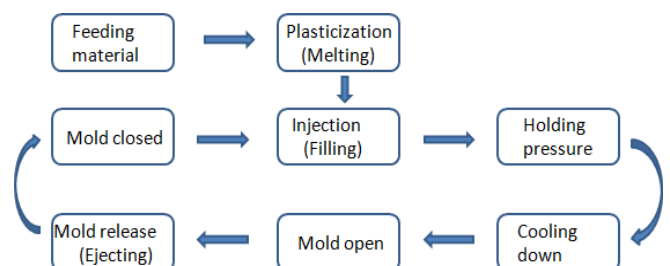 Feeding
material
Plasticization
(Melting)
Mold closed
Injection
(Filling)
Holding
pressure
Mold release
(Ejecting)
Mold open
Cooling
down